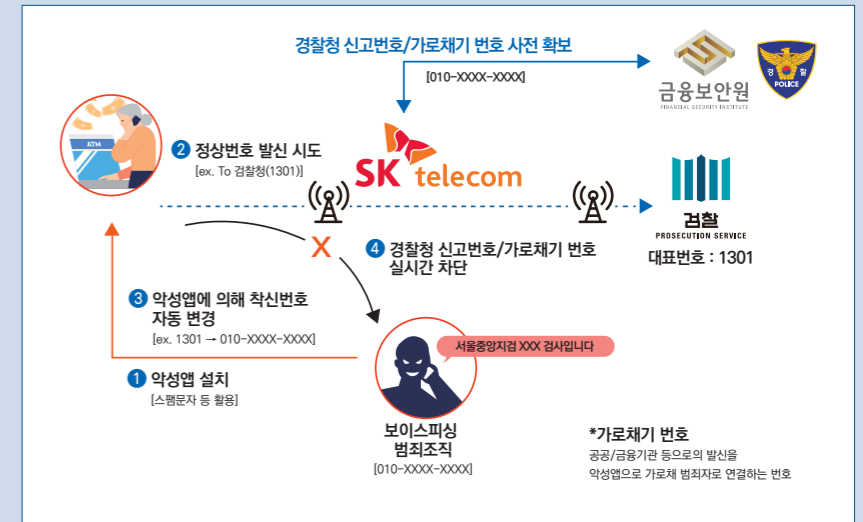 경찰청 신고번호/가로채기 번호 사전 확보
[010-XXXX-XXXX]
금융보안원
FINANCIAL SECURITY INSTITUTE
경 찰
POLICE
ATM
2 정상번호 발신 시도
[ex. To 검찰청(1301)]
SK telecom
검찰
PROSECUTION SERVICE
대표번호 : 1301
X
4 경찰청 신고번호/가로채기 번호
실시간 차단
3 악성앱에 의해 착신번호
자동 변경
[ex. 1301 → 010-XXXX-XXXX]
서울중앙지검 XXX 검사입니다
1 악성앱 설치
[스팸문자 등 활용]
보이스피싱
범죄조직
[010-XXXX-XXXX]
*가로채기 번호
공공/금융기관 등으로의 발신을
악성앱으로 가로채 범죄자로 연결하는 번호